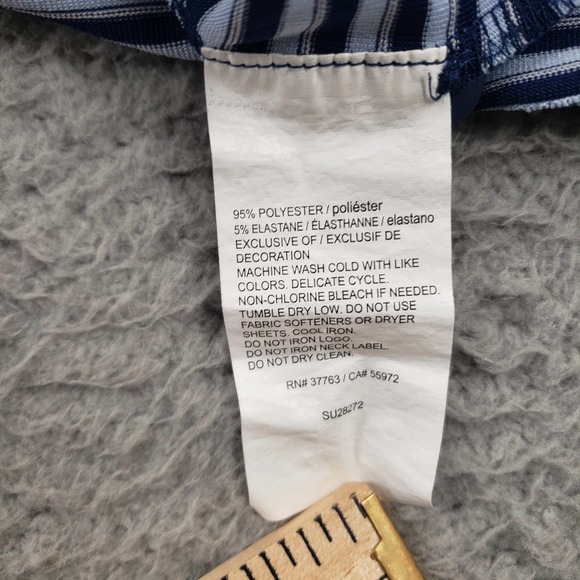 95% POLYESTER / poliéster
5% ELASTANE / ÉLASTHANNE / elastano
EXCLUSIVE OF / EXCLUSIF DE
DECORATION
MACHINE WASH COLD WITH LIKE
COLORS. DELICATE CYCLE.
NON-CHLORINE BLEACH IF NEEDED.
TUMBLE DRY LOW. DO NOT USE
FABRIC SOFTENERS OR DRYER
SHEETS. COOL IRON.
DO NOT IRON LOGO.
DO NOT IRON NECK LABEL.
DO NOT DRY CLEAN.
RN# 37763 / CA# 55972
SU28272